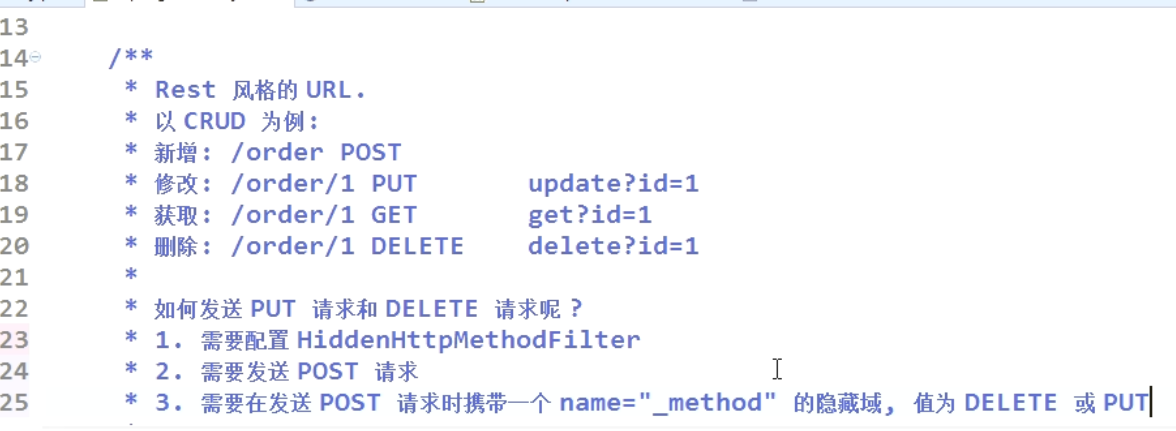 13
14 /**
15 * Rest 风格的 URL.
16 * 以 CRUD 为例:
17 * 新增: /order POST
18 * 修改: /order/1 PUT update?id=1
19 * 获取: /order/1 GET get?id=1
20 * 删除: /order/1 DELETE delete?id=1
21 *
22 * 如何发送 PUT 请求和 DELETE 请求呢 ?
23 * 1. 需要配置 HiddenHttpMethodFilter
24 * 2. 需要发送 POST 请求
25 * 3. 需要在发送 POST 请求时携带一个 name="_method" 的隐藏域, 值为 DELETE 或 PUT